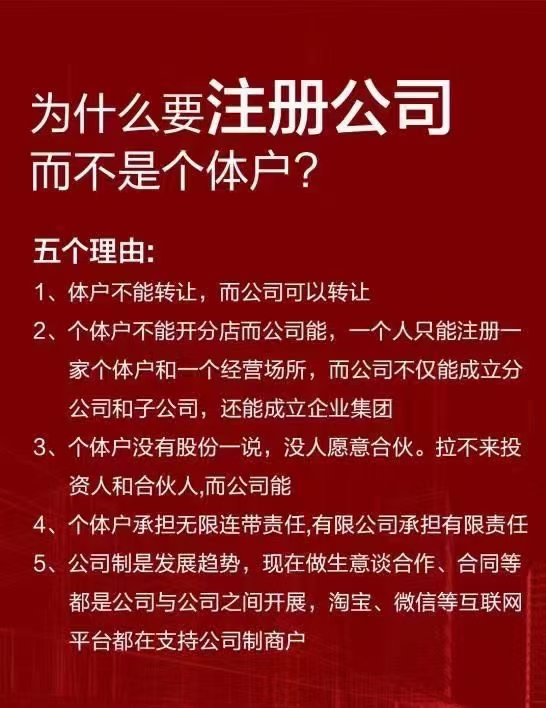 为什么要注册公司
而不是个体户？
五个理由:
1、体户不能转让，而公司可以转让
2、个体户不能开分店而公司能，一个人只能注册一
家个体户和一个经营场所，而公司不仅能成立分
公司和子公司，还能成立企业集团
3、个体户没有股份一说，没人愿意合伙。拉不来投
资人和合伙人,而公司能
4、个体户承担无限连带责任,有限公司承担有限责任
5、公司制是发展趋势，现在做生意谈合作、合同等
都是公司与公司之间开展，淘宝、微信等互联网
平台都在支持公司制商户